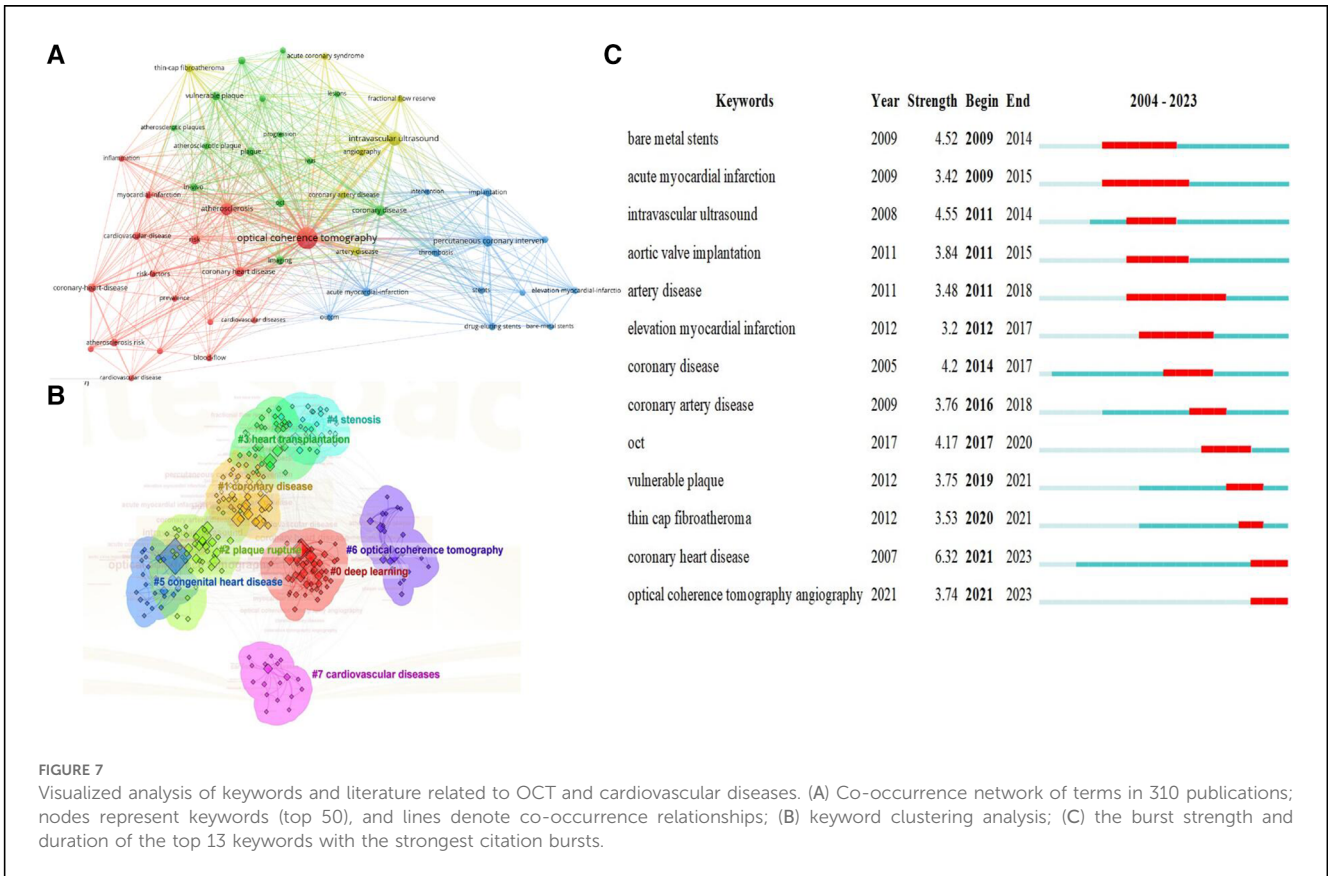 A
acute coronary syndrome
thin-cap fibroatheroma
vulnerable plaque
lesions
fractional flow reserve
atherosclerotic plaques
progression
intravascular ultrasound
atherosclerotic plaque
plaque
angiography
inflammation
risk
in-vivo
myocardial-infarction
coronary artery disease
intervention
implantation
atherosclerosis
oct
coronary disease
cardiovascular-disease
optical coherence tomography
percutaneous coronary interven
artery-disease
thrombosis
imaging
risk-factors
coronary heart disease
coronary-heart-disease
prevalence
acute myocardial-infarction
stents
elevation myocardial-infarctio
cardiovascular diseases
drug-eluting stents
bare-metal stents
atherosclerosis risk
blood-flow
cardiovascular disease
B
#4 stenosis
#3 heart transplantation
#1 coronary disease
#2 plaque rupture
#6 optical coherence tomography
#0 deep learning
#5 congenital heart disease
#7 cardiovascular diseases
C
Keywords Year Strength Begin End 2004 - 2023
bare metal stents 2009 4.52 2009 2014
acute myocardial infarction 2009 3.42 2009 2015
intravascular ultrasound 2008 4.55 2011 2014
aortic valve implantation 2011 3.84 2011 2015
artery disease 2011 3.48 2011 2018
elevation myocardial infarction 2012 3.2 2012 2017
coronary disease 2005 4.2 2014 2017
coronary artery disease 2009 3.76 2016 2018
oct 2017 4.17 2017 2020
vulnerable plaque 2012 3.75 2019 2021
thin cap fibroatheroma 2012 3.53 2020 2021
coronary heart disease 2007 6.32 2021 2023
optical coherence tomography angiography 2021 3.74 2021 2023
FIGURE 7
Visualized analysis of keywords and literature related to OCT and cardiovascular diseases. (A) Co-occurrence network of terms in 310 publications;
nodes represent keywords (top 50), and lines denote co-occurrence relationships; (B) keyword clustering analysis; (C) the burst strength and
duration of the top 13 keywords with the strongest citation bursts.